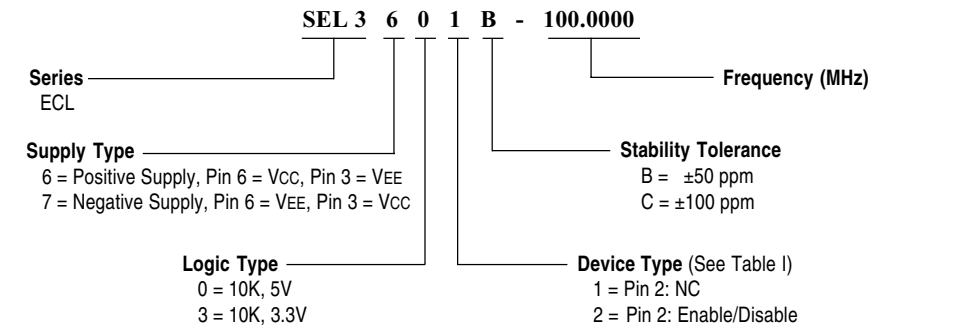 SEL 3 6 0 1 B - 100.0000
Series
ECL
Frequency (MHz)
Supply Type
6 = Positive Supply, Pin 6 = VCC, Pin 3 = VEE
7 = Negative Supply, Pin 6 = VEE, Pin 3 = VCC
Stability Tolerance
B = ±50 ppm
C = ±100 ppm
Logic Type
0 = 10K, 5V
3 = 10K, 3.3V
Device Type (See Table I)
1 = Pin 2: NC
2 = Pin 2: Enable/Disable